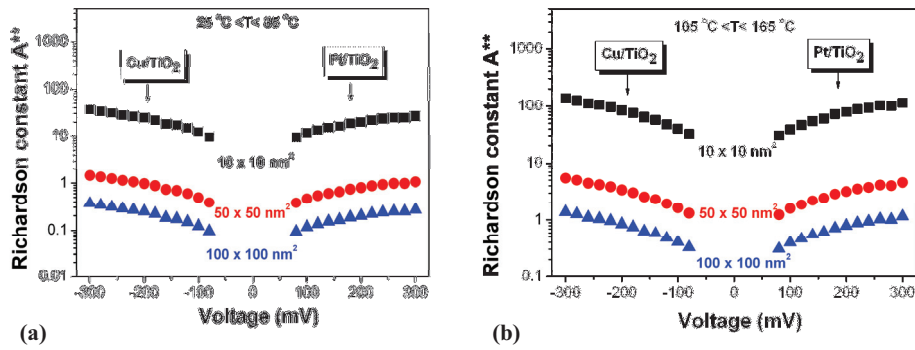 25 °C <T< 85 °C
Richardson constant A**
1000
100
10
1
0.1
0.01
Cu/TiO2
Pt/TiO2
10 x 10 nm²
50 x 50 nm²
100 x 100 nm²
-300 -200 -100 0 100 200 300
Voltage (mV)
(a)
105 °C <T< 165 °C
Richardson constant A**
1000
100
10
1
0.1
Cu/TiO2
Pt/TiO2
10 x 10 nm²
50 x 50 nm²
100 x 100 nm²
-300 -200 -100 0 100 200 300
Voltage (mV)
(b)